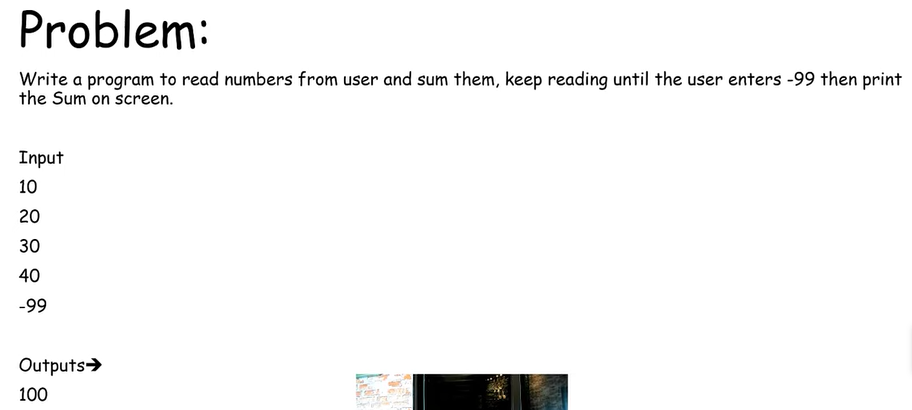 Problem:
Write a program to read numbers from user and sum them, keep reading until the user enters -99 then print
the Sum on screen.
Input
10
20
30
40
-99
Outputs➔
100